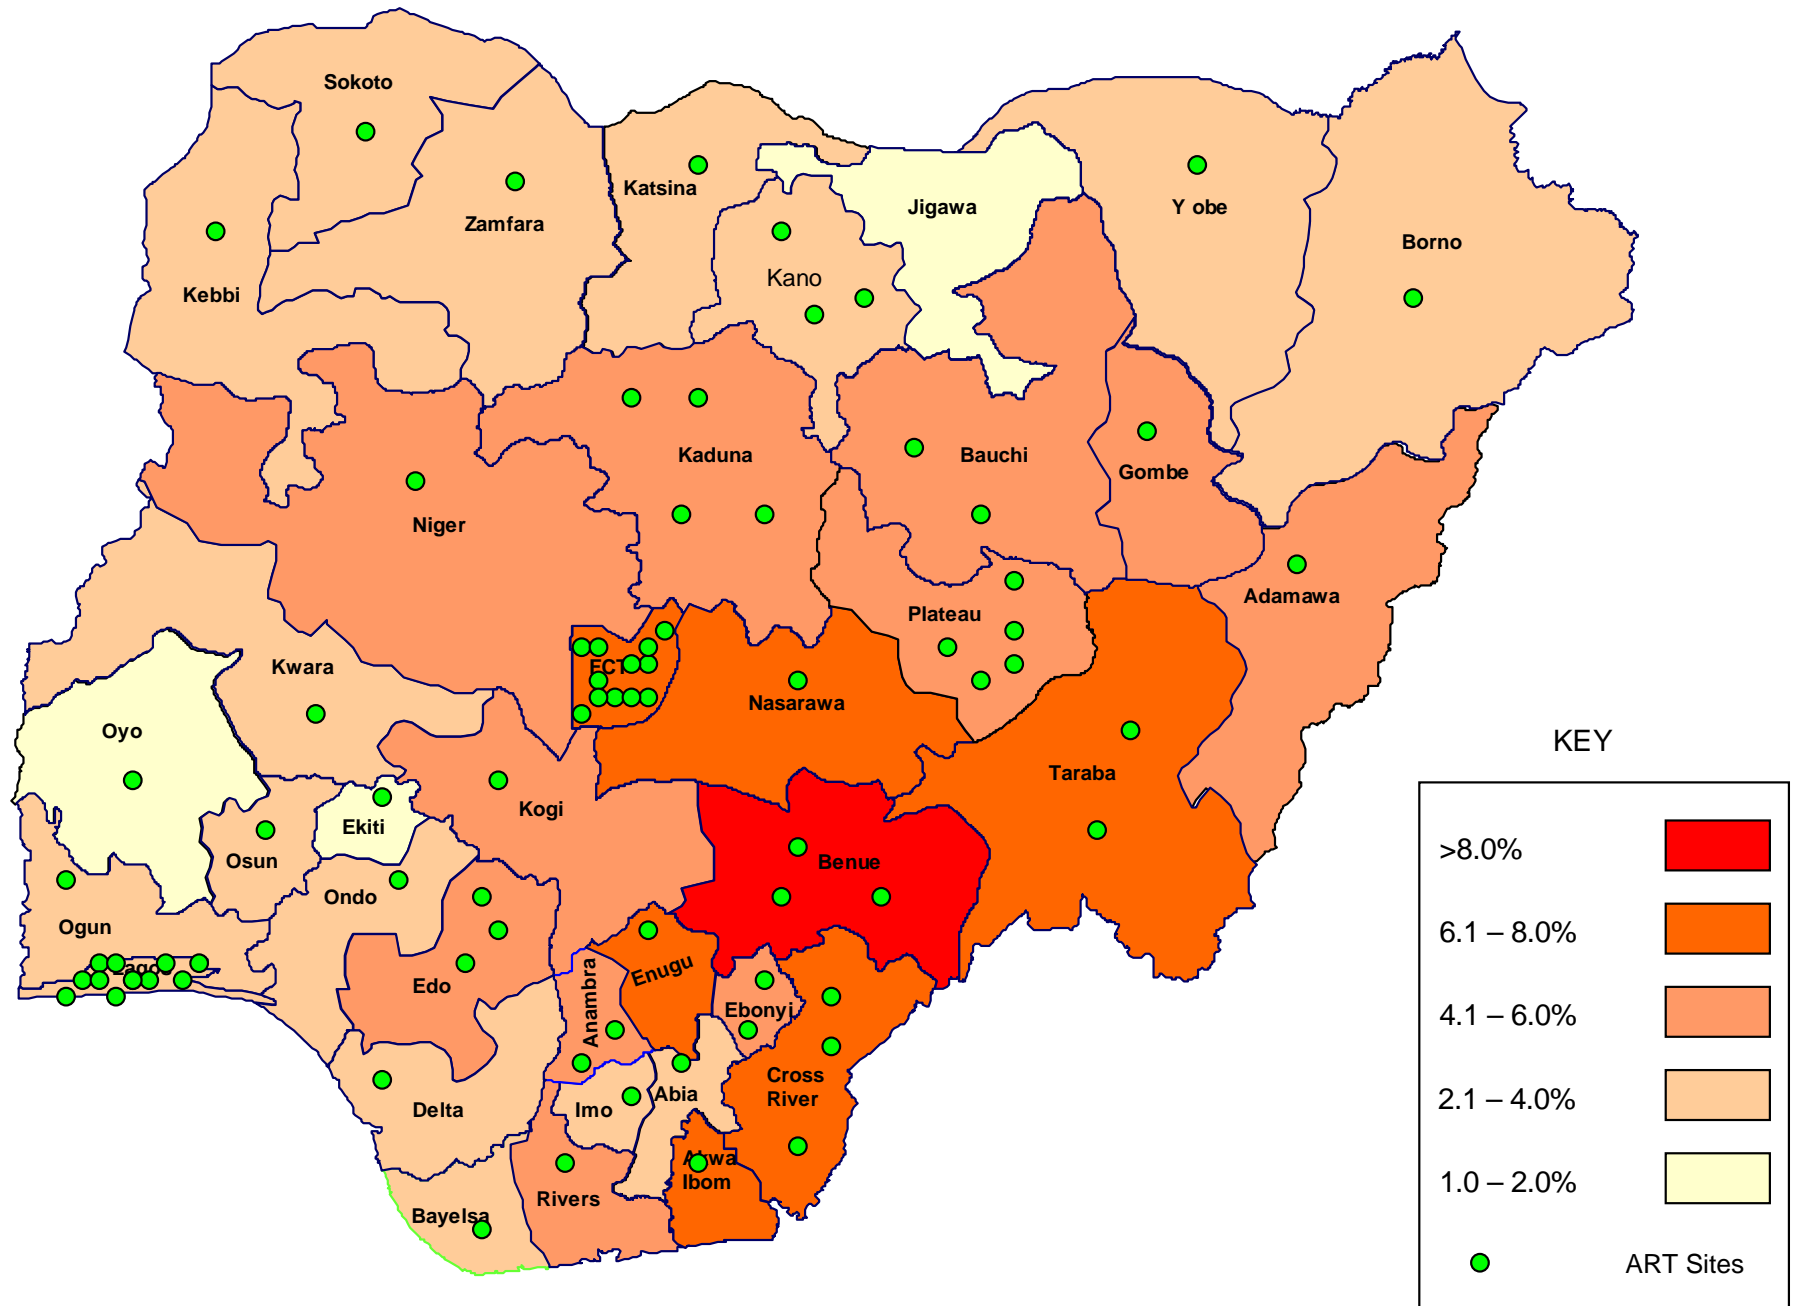 Sokoto
Katsina
Zamfara
Jigawa
Y obe
Borno
Kano
Kebbi
Kaduna
Bauchi
Gombe
Niger
Adamawa
Plateau
FCT
Kwara
Nasarawa
Oyo
Taraba
Kogi
Ekiti
Osun
Benue
Ondo
Ogun
Lagos
Edo
Anambra
Enugu
Ebonyi
Cross
River
Delta
Imo
Abia
Akwa
Ibom
Rivers
Bayelsa
KEY
>8.0%
6.1 – 8.0%
4.1 – 6.0%
2.1 – 4.0%
1.0 – 2.0%
ART Sites